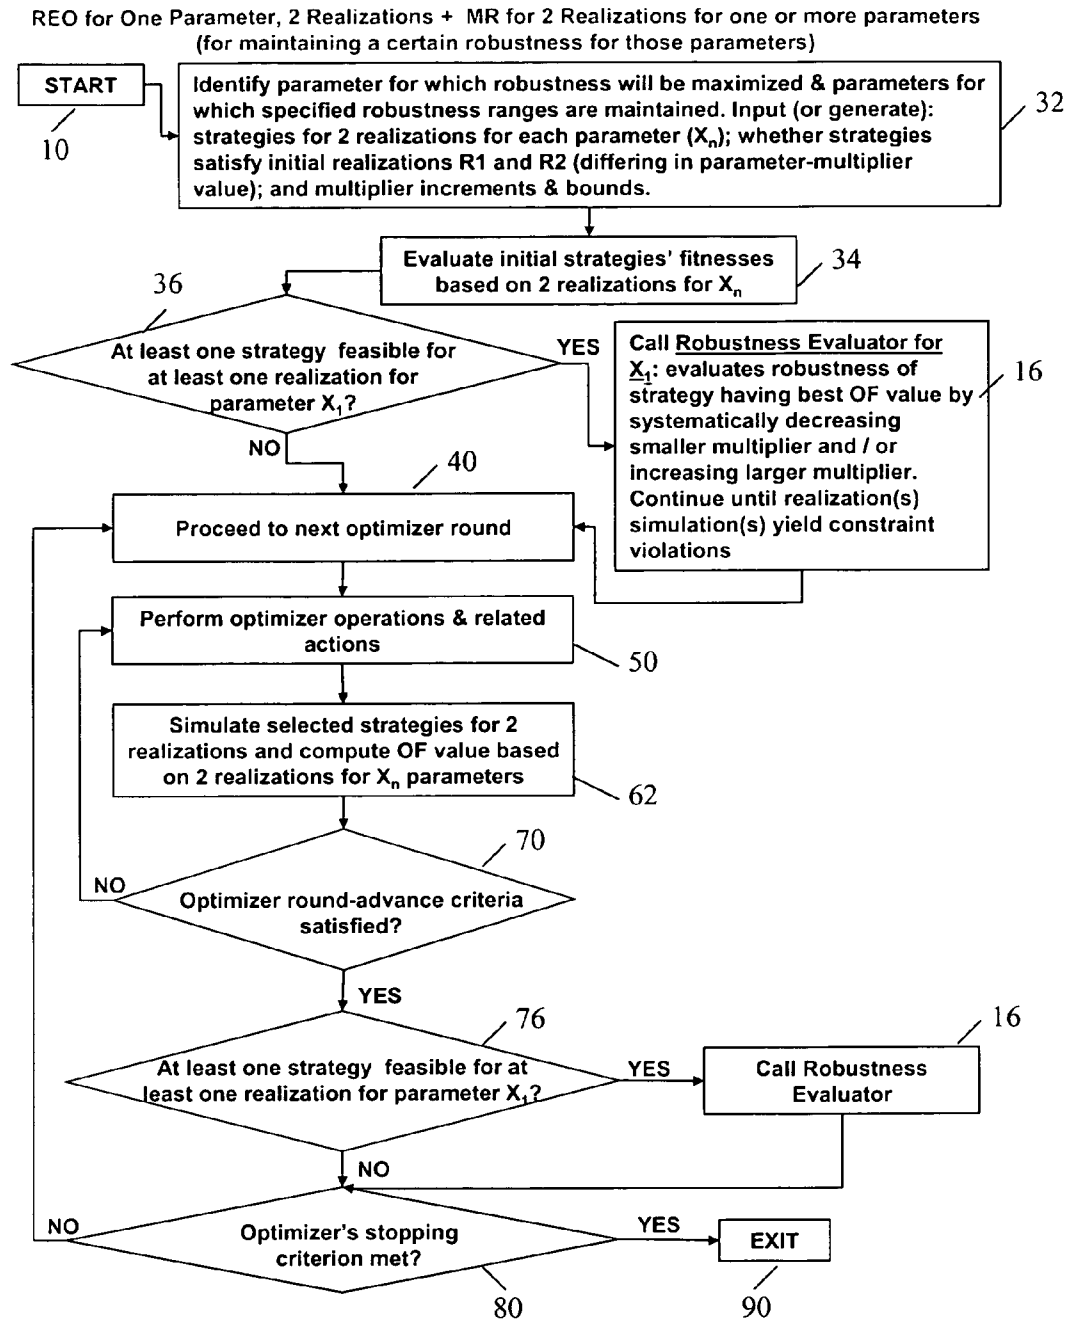 REO for One Parameter, 2 Realizations + MR for 2 Realizations for one or more parameters
(for maintaining a certain robustness for those parameters)
START
10
Identify parameter for which robustness will be maximized & parameters for
which specified robustness ranges are maintained. Input (or generate):
strategies for 2 realizations for each parameter (Xn); whether strategies
satisfy initial realizations R1 and R2 (differing in parameter-multiplier
value); and multiplier increments & bounds.
32
Evaluate initial strategies' fitnesses
based on 2 realizations for Xn
34
36
At least one strategy feasible for
at least one realization for
parameter X1?
YES
NO
Call Robustness Evaluator for
X1: evaluates robustness of
strategy having best OF value by
systematically decreasing
smaller multiplier and / or
increasing larger multiplier.
Continue until realization(s)
simulation(s) yield constraint
violations
16
40
Proceed to next optimizer round
Perform optimizer operations & related
actions
50
Simulate selected strategies for 2
realizations and compute OF value based
on 2 realizations for Xn parameters
62
70
NO
Optimizer round-advance criteria
satisfied?
YES
76
At least one strategy feasible for at
least one realization for parameter X1?
YES
16
Call Robustness
Evaluator
NO
NO
Optimizer's stopping
criterion met?
YES
EXIT
80
90